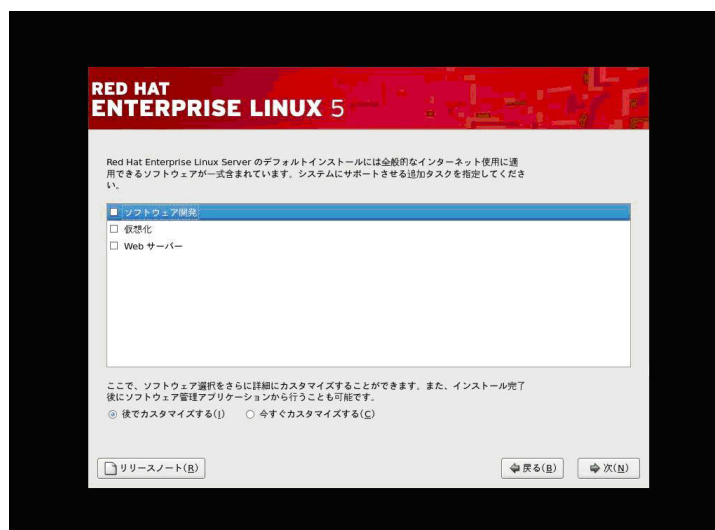 RED HAT
ENTERPRISE LINUX 5
Red Hat Enterprise Linux Server のデフォルトインストールには全般的なインターネット使用に適
用できるソフトウェアが一式含まれています。システムにサポートさせる追加タスクを指定してくださ
い。
ソフトウェア開発
仮想化
Web サーバー
ここで、ソフトウェア選択をさらに詳細にカスタマイズすることができます。また、インストール完了
後にソフトウェア管理アプリケーションから行うことも可能です。
後でカスタマイズする(l) 今すぐカスタマイズする(C)
リリースノート(R) 戻る(B) 次(N)